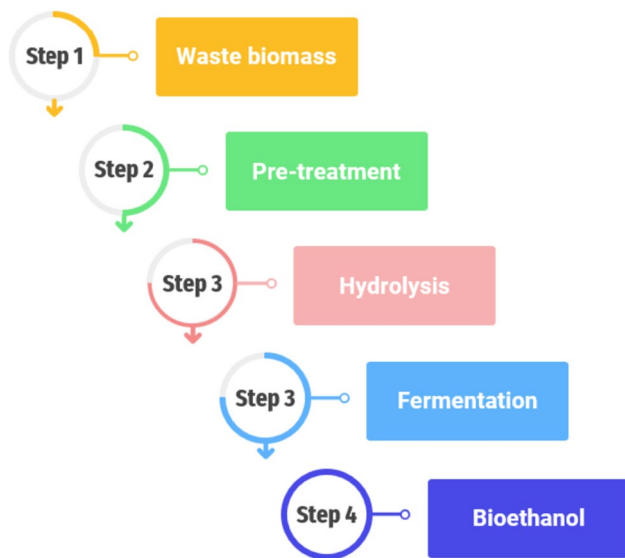 Step 1
Waste biomass
Step 2
Pre-treatment
Step 3
Hydrolysis
Step 3
Fermentation
Step 4
Bioethanol